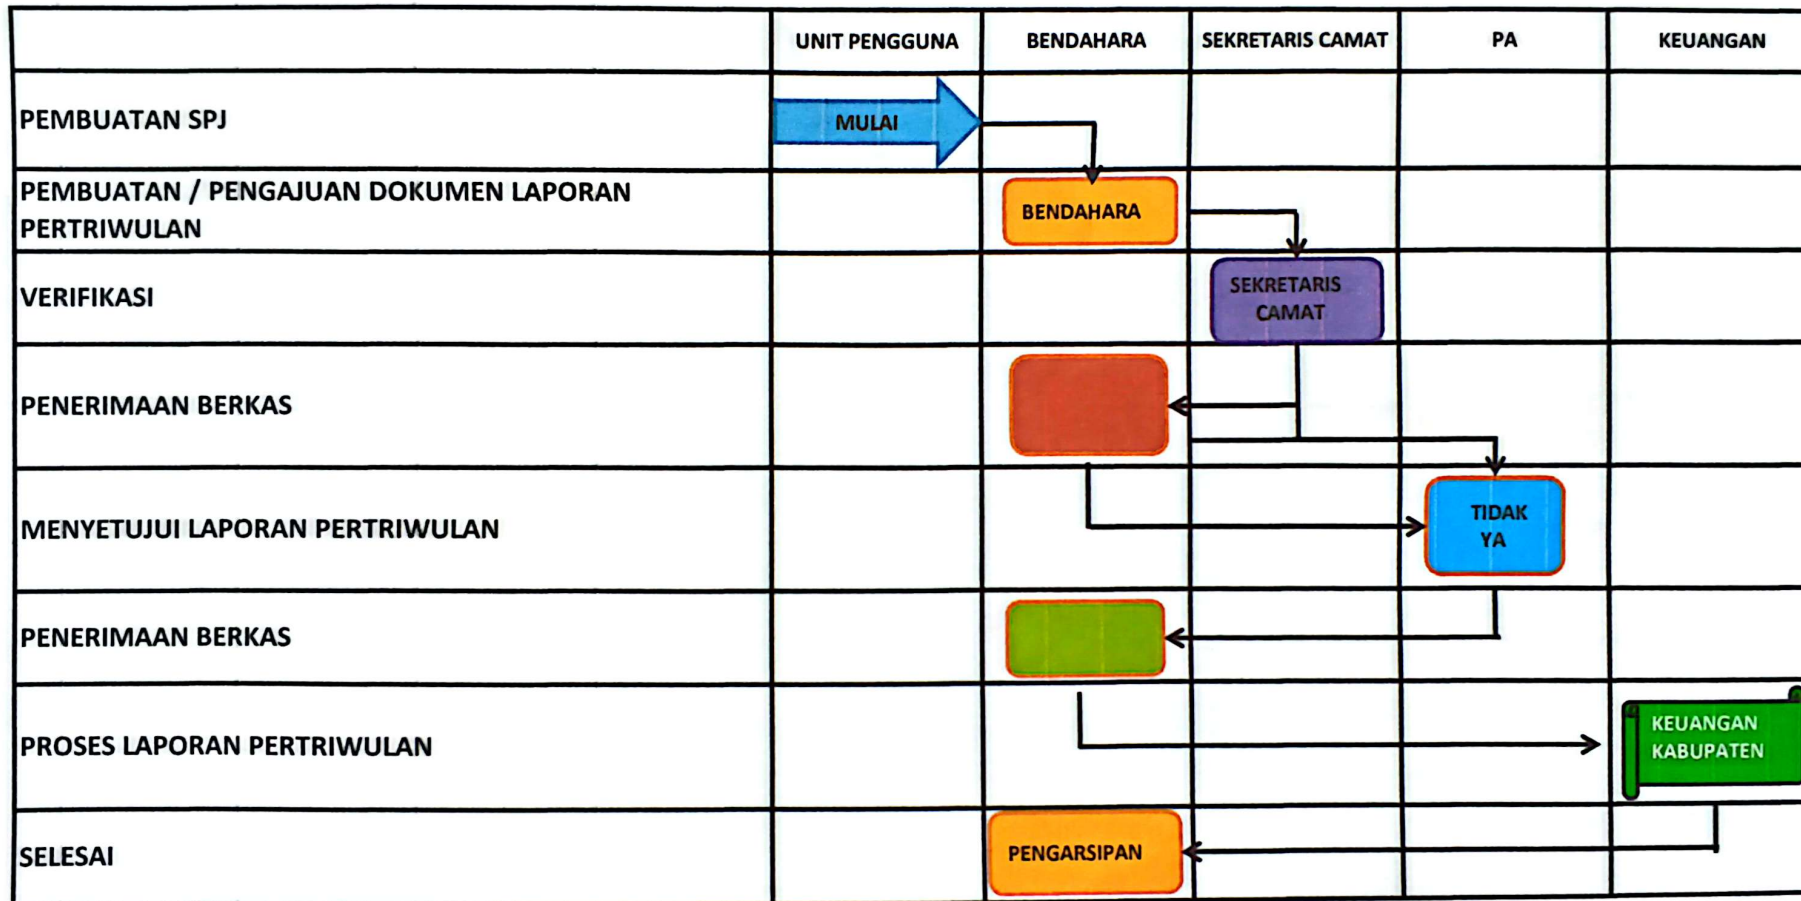 UNIT PENGGUNA
BENDAHARA
SEKRETARIS CAMAT
PA
KEUANGAN
PEMBUATAN SPJ
MULAI
PEMBUATAN / PENGAJUAN DOKUMEN LAPORAN
PERTRIWULAN
BENDAHARA
VERIFIKASI
SEKRETARIS
CAMAT
PENERIMAAN BERKAS
MENYETUJUI LAPORAN PERTRIWULAN
TIDAK
YA
PENERIMAAN BERKAS
PROSES LAPORAN PERTRIWULAN
KEUANGAN
KABUPATEN
SELESAI
PENGARSIPAN